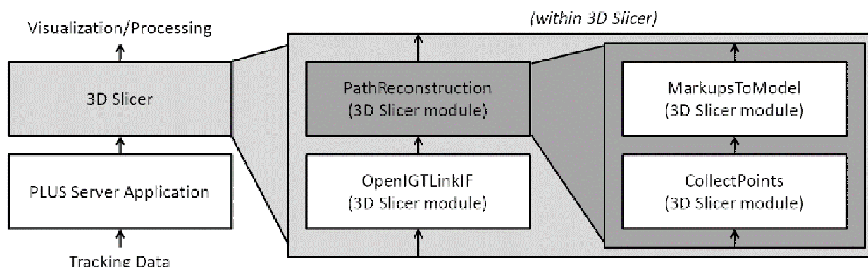 (within 3D Slicer)
Visualization/Processing
3D Slicer
PLUS Server Application
Tracking Data
PathReconstruction
(3D Slicer module)
OpenIGTLinkIF
(3D Slicer module)
MarkupsToModel
(3D Slicer module)
CollectPoints
(3D Slicer module)